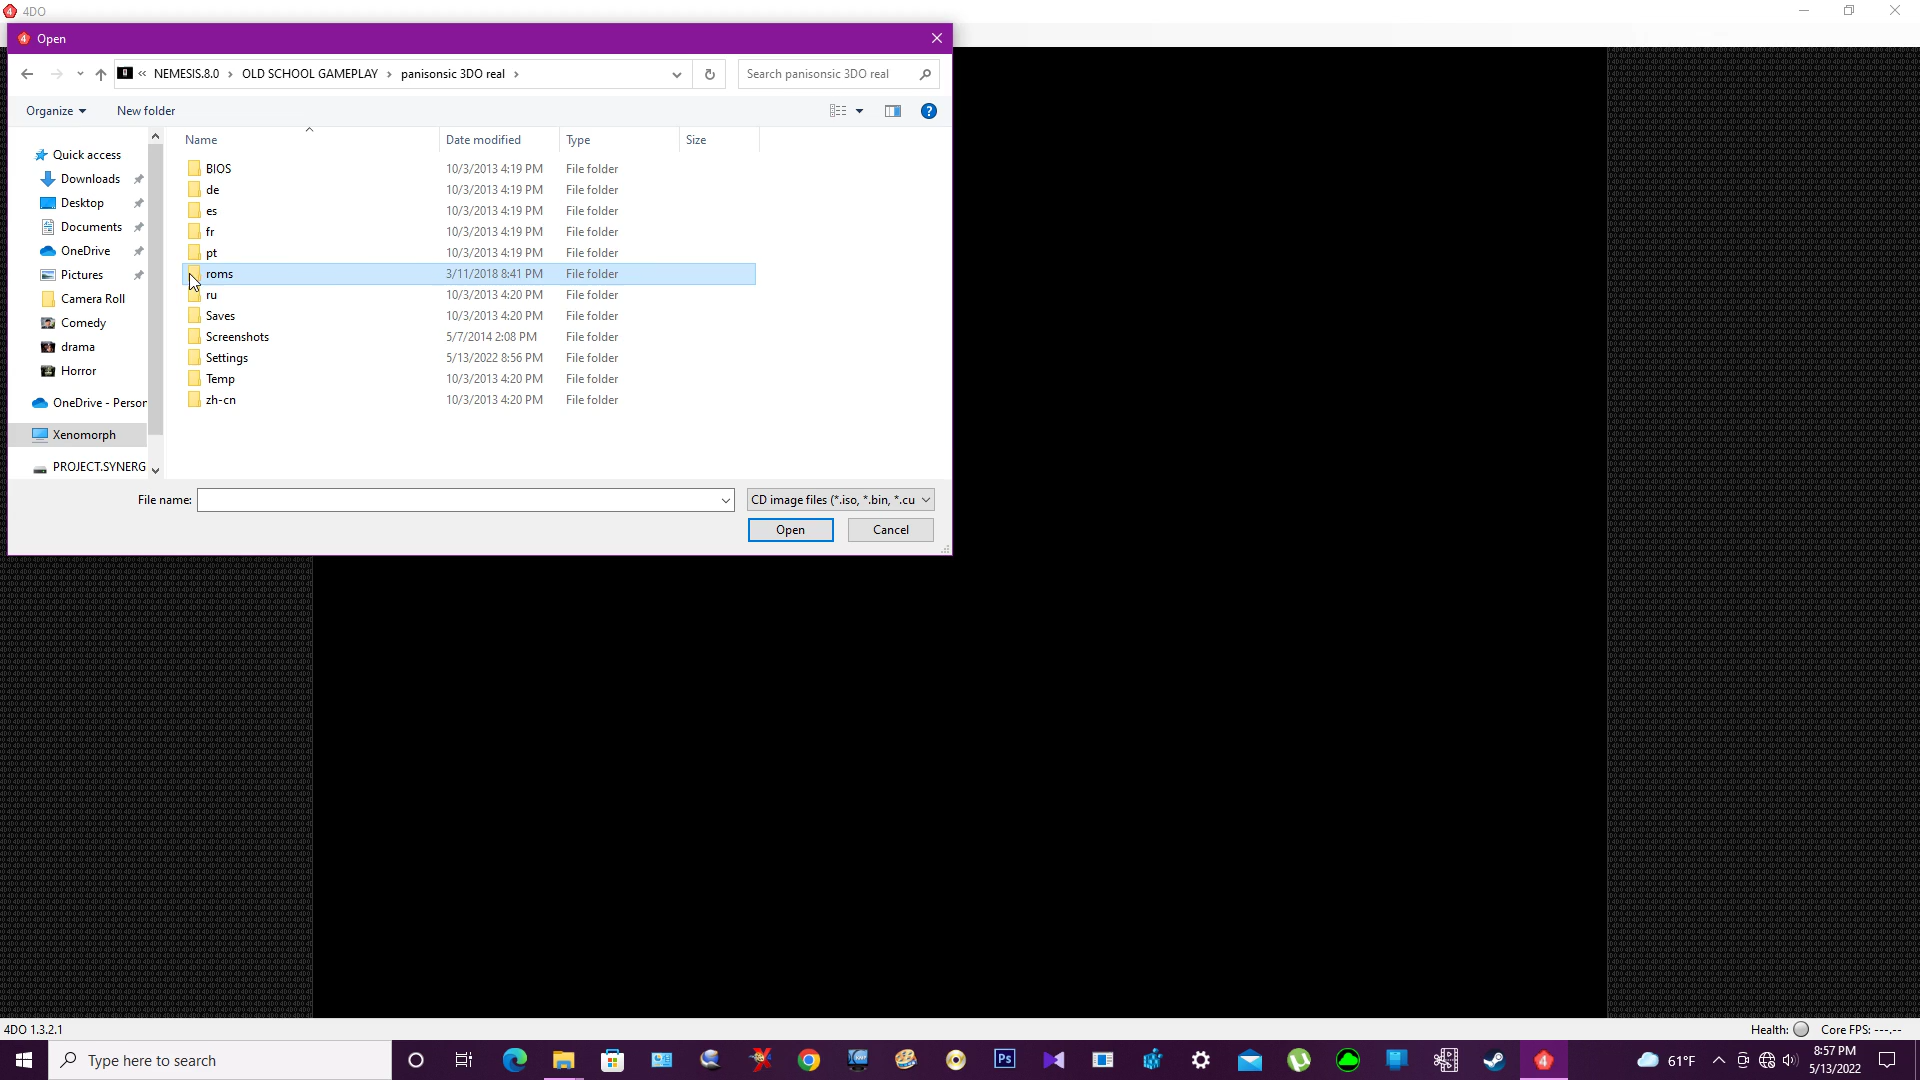 4DO
Open
« NEMESIS.8.0 › OLD SCHOOL GAMEPLAY › panisonsic 3DO real ›
Search panisonsic 3DO real
Organize
New folder
Name
Date modified
Type
Size
Quick access
Downloads
Desktop
Documents
OneDrive
Pictures
Camera Roll
Comedy
drama
Horror
OneDrive - Person
Xenomorph
PROJECT.SYNERG
BIOS 10/3/2013 4:19 PM File folder
de 10/3/2013 4:19 PM File folder
es 10/3/2013 4:19 PM File folder
fr 10/3/2013 4:19 PM File folder
pt 10/3/2013 4:19 PM File folder
roms 3/11/2018 8:41 PM File folder
ru 10/3/2013 4:20 PM File folder
Saves 10/3/2013 4:20 PM File folder
Screenshots 5/7/2014 2:08 PM File folder
Settings 5/13/2022 8:56 PM File folder
Temp 10/3/2013 4:20 PM File folder
zh-cn 10/3/2013 4:20 PM File folder
File name:
CD image files (*.iso, *.bin, *.cu
Open
Cancel
4DO 1.3.2.1
Health:
Core FPS: ---.--
Type here to search
Ps
61°F
8:57 PM
5/13/2022